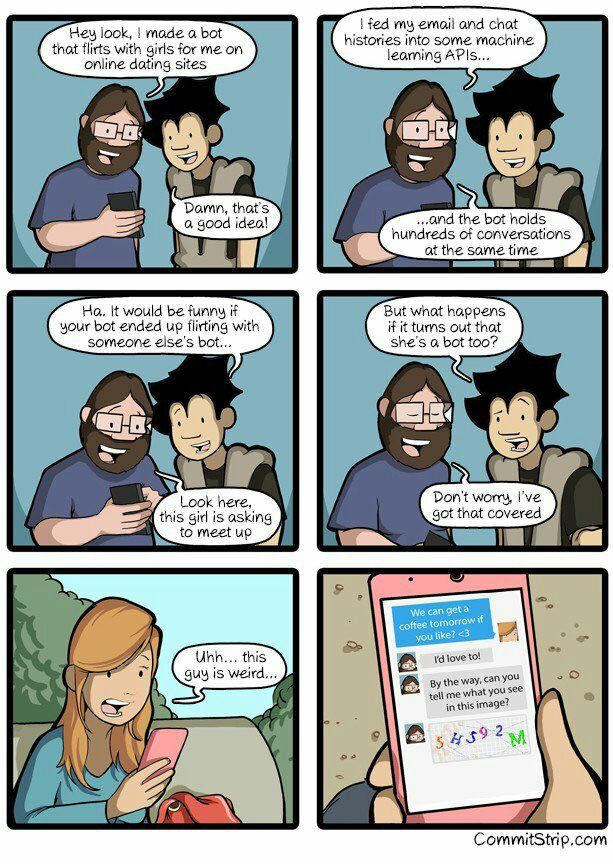 Hey look, I made a bot
that flirts with girls for me on
online dating sites
Damn, that's
a good idea!
I fed my email and chat
histories into some machine
learning APIs...
...and the bot holds
hundreds of conversations
at the same time
Ha. It would be funny if
your bot ended up flirting with
someone else's bot...
Look here,
this girl is asking
to meet up
But what happens
if it turns out that
she's a bot too?
Don't worry, I've
got that covered
Uhh... this
guy is weird...
We can get a
coffee tomorrow if
you like? <3
I'd love to!
By the way, can you
tell me what you see
in this image?
5H592M
CommitStrip.com